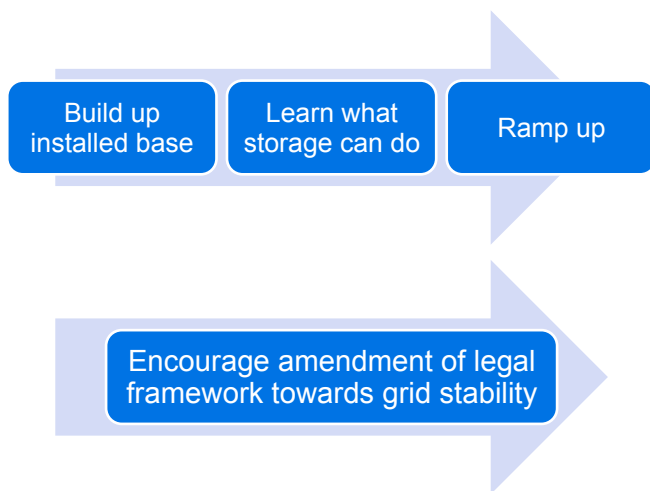 Build up
installed base
Learn what
storage can do
Ramp up
Encourage amendment of legal
framework towards grid stability